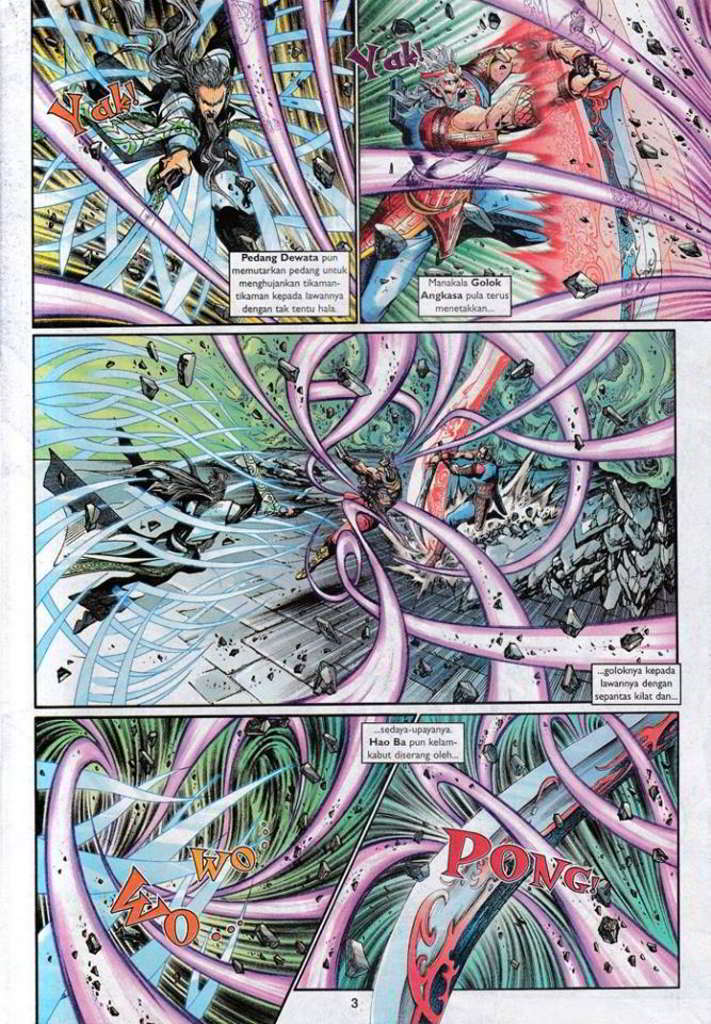 Yak!
Yak!
Pedang Dewata pun
memutarkan pedang untuk
menghujankan tikaman-
tikaman kepada lawannya
dengan tak tentu hala.
Manakala Golok
Angkasa pula terus
menetakkan...
...goloknya kepada
lawannya dengan
sepantas kilat dan...
...sedaya-upayanya.
Hao Ba pun kelam-
kabut diserang oleh...
WO
WO
PONG!
3